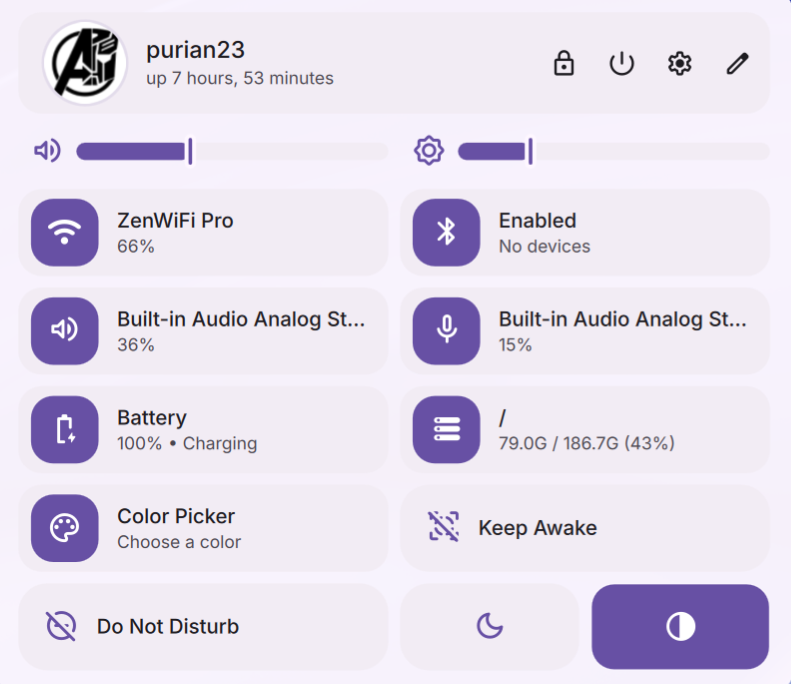 purian23
up 7 hours, 53 minutes
ZenWiFi Pro
66%
Enabled
No devices
Built-in Audio Analog St...
36%
Built-in Audio Analog St...
15%
Battery
100% • Charging
/
79.0G / 186.7G (43%)
Color Picker
Choose a color
Keep Awake
Do Not Disturb